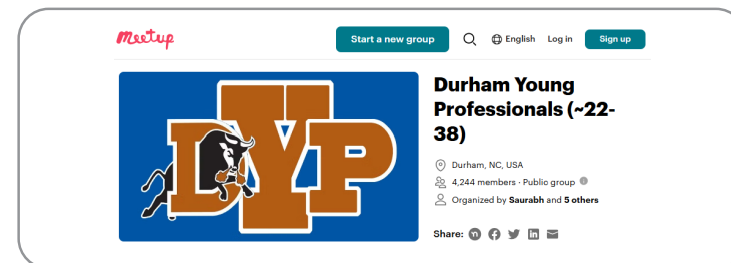 Meetup
Start a new group
English
Log in
Sign up
DYP
Durham Young
Professionals (~22-
38)
Durham, NC, USA
4,244 members · Public group
Organized by Saurabh and 5 others
Share: